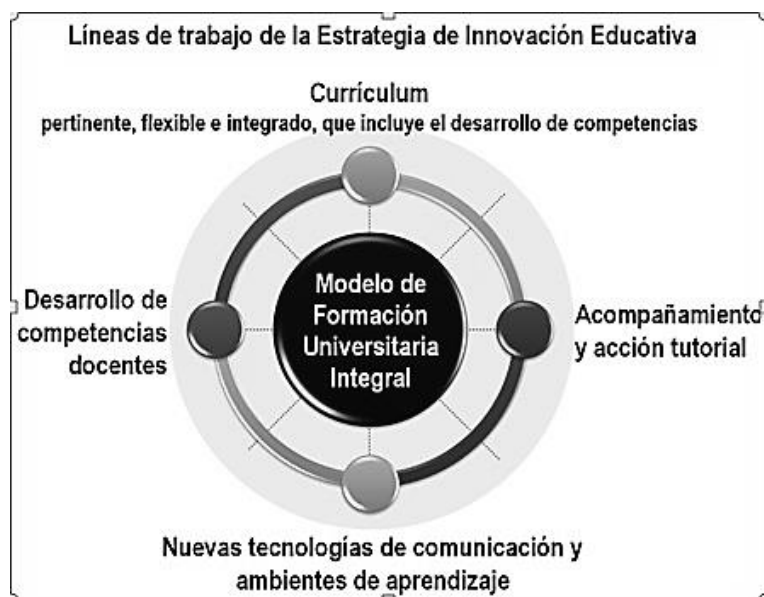 Líneas de trabajo de la Estrategia de Innovación Educativa
Currículum
pertinente, flexible e integrado, que incluye el desarrollo de competencias
Desarrollo de
competencias
docentes
Modelo de
Formación
Universitaria
Integral
Acompañamiento
y acción tutorial
Nuevas tecnologías de comunicación y
ambientes de aprendizaje